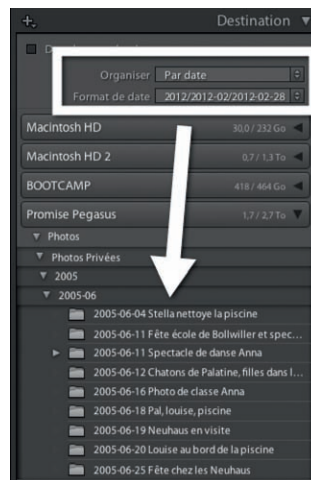 Destination
Organiser Par date
Format de date 2012/2012-02/2012-02-28
Macintosh HD 30,0 / 232 Go
Macintosh HD 2 0,7 / 1,3 To
BOOTCAMP 418 / 464 Go
Promise Pegasus 1,7 / 2,7 To
Photos
Photos Privées
2005
2005-06
2005-06-04 Stella nettoye la piscine
2005-06-11 Fête école de Bollwiller et spec...
2005-06-11 Spectacle de danse Anna
2005-06-12 Chatons de Palatine, filles dans l...
2005-06-16 Photo de classe Anna
2005-06-18 Pal, louise, piscine
2005-06-19 Neuhaus en visite
2005-06-20 Louise au bord de la piscine
2005-06-25 Fête chez les Neuhaus